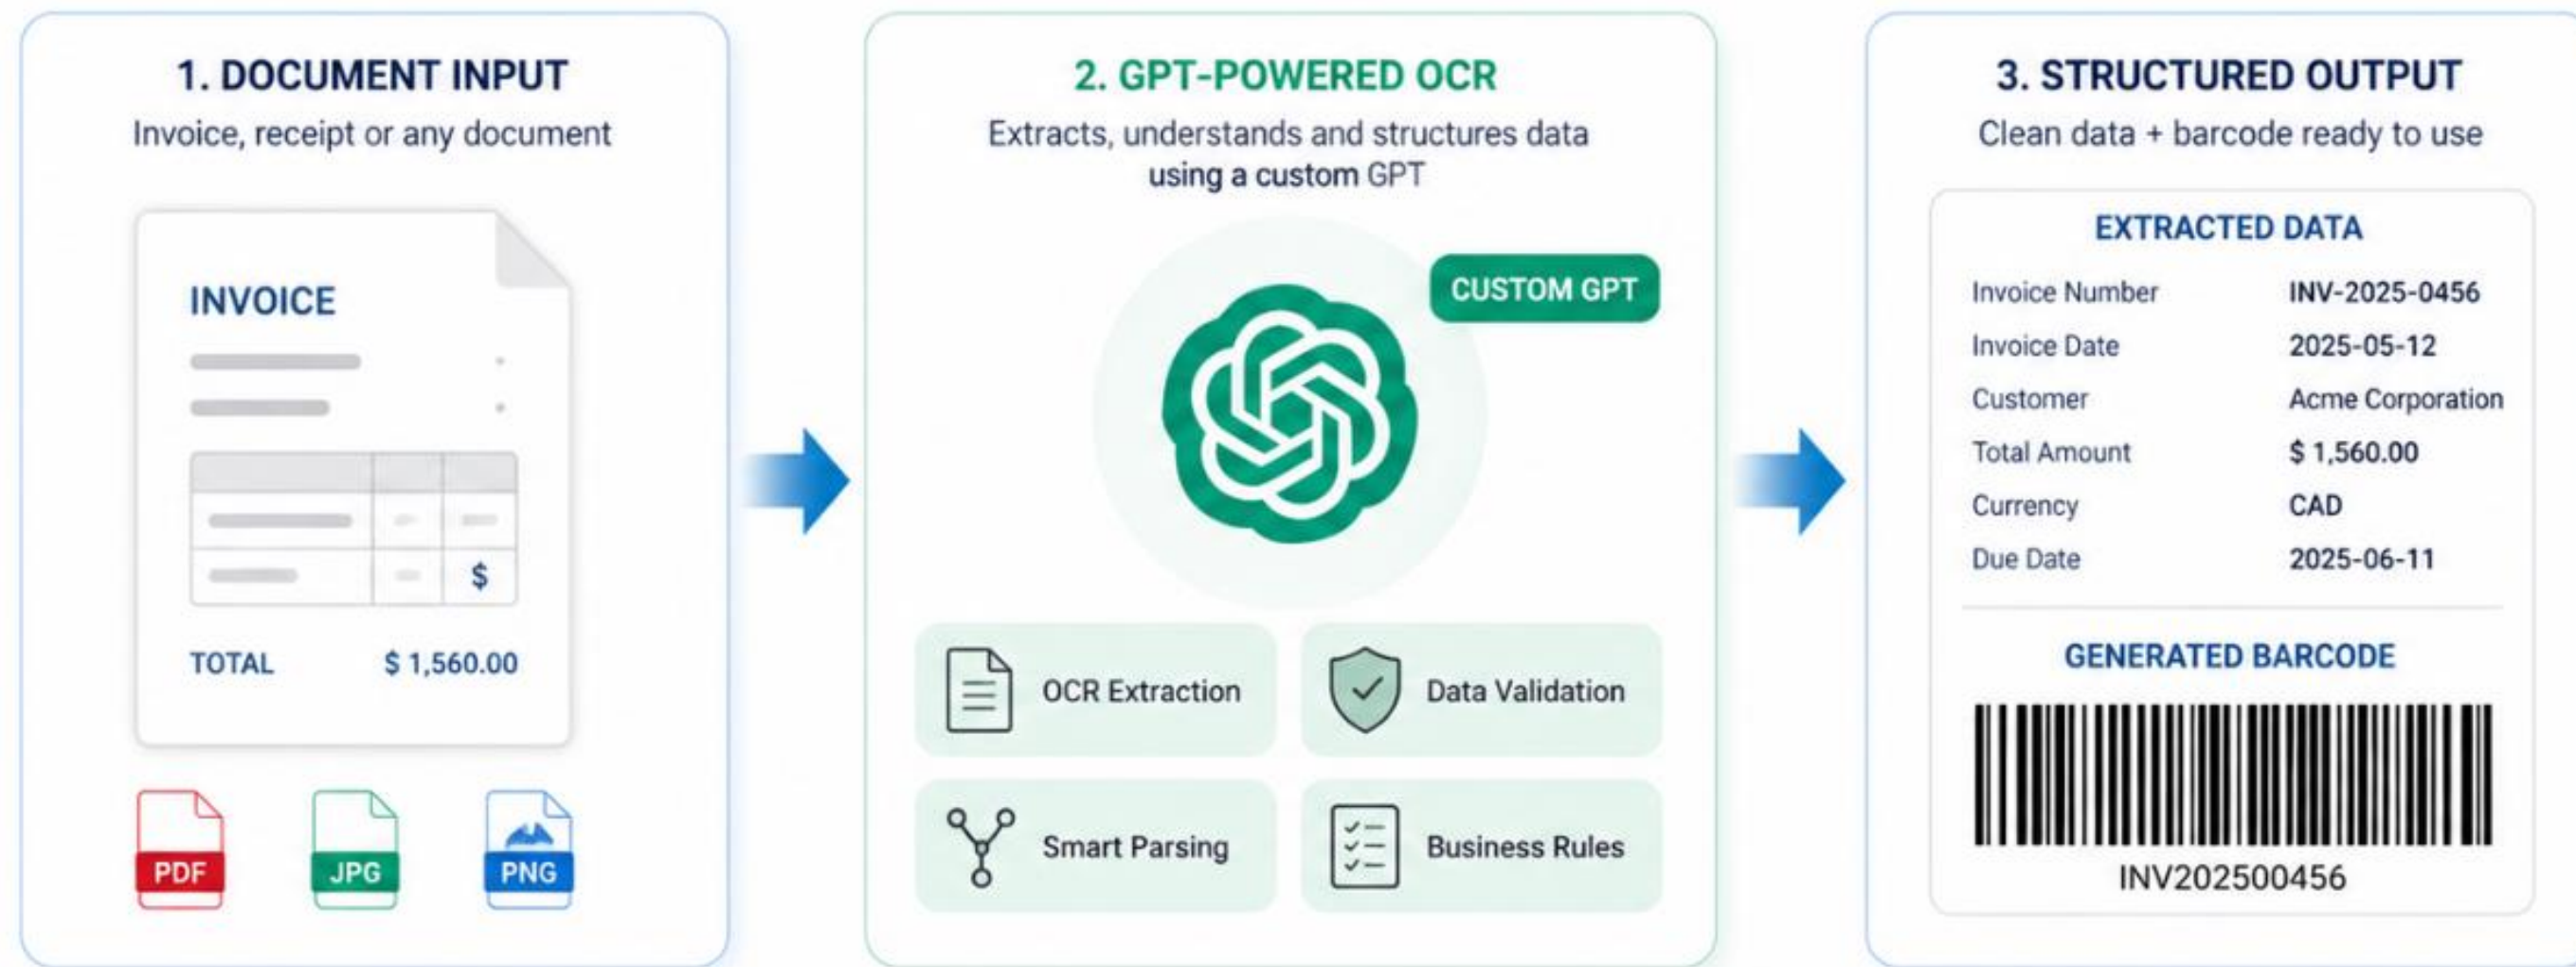 1. DOCUMENT INPUT
Invoice, receipt or any document
INVOICE
$
TOTAL $ 1,560.00
PDF JPG PNG
2. GPT-POWERED OCR
Extracts, understands and structures data
using a custom GPT
CUSTOM GPT
OCR Extraction
Data Validation
Smart Parsing
Business Rules
3. STRUCTURED OUTPUT
Clean data + barcode ready to use
EXTRACTED DATA
Invoice Number INV-2025-0456
Invoice Date 2025-05-12
Customer Acme Corporation
Total Amount $ 1,560.00
Currency CAD
Due Date 2025-06-11
GENERATED BARCODE
INV202500456